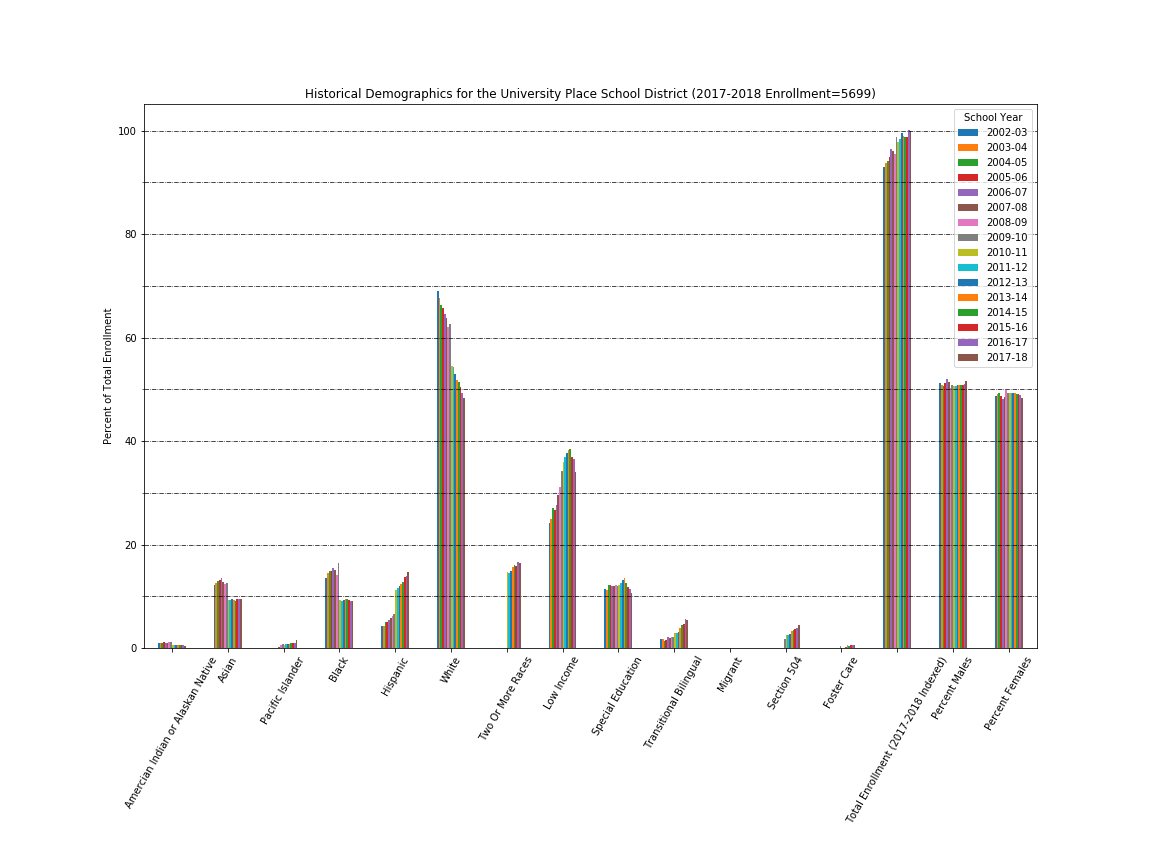 Historical Demographics for the University Place School District (2017-2018 Enrollment=5699)
Percent of Total Enrollment
100
80
60
40
20
0
School Year
2002-03
2003-04
2004-05
2005-06
2006-07
2007-08
2008-09
2009-10
2010-11
2011-12
2012-13
2013-14
2014-15
2015-16
2016-17
2017-18
Amercian Indian or Alaskan Native
Asian
Pacific Islander
Black
Hispanic
White
Two Or More Races
Low Income
Special Education
Transitional Bilingual
Migrant
Section 504
Foster Care
Total Enrollment (2017-2018 Indexed)
Percent Males
Percent Females